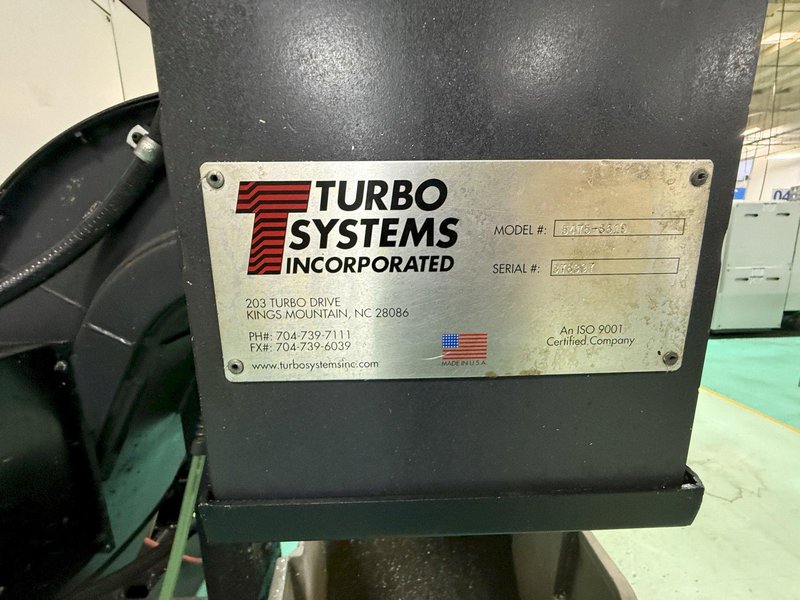 TURBO
SYSTEMS
INCORPORATED
MODEL #:
SERIAL #:
203 TURBO DRIVE
KINGS MOUNTAIN, NC 28086
PH#: 704-739-7111
FX#: 704-739-6039
www.turbosystemsinc.com
MADE IN U.S.A.
An ISO 9001
Certified Company
04